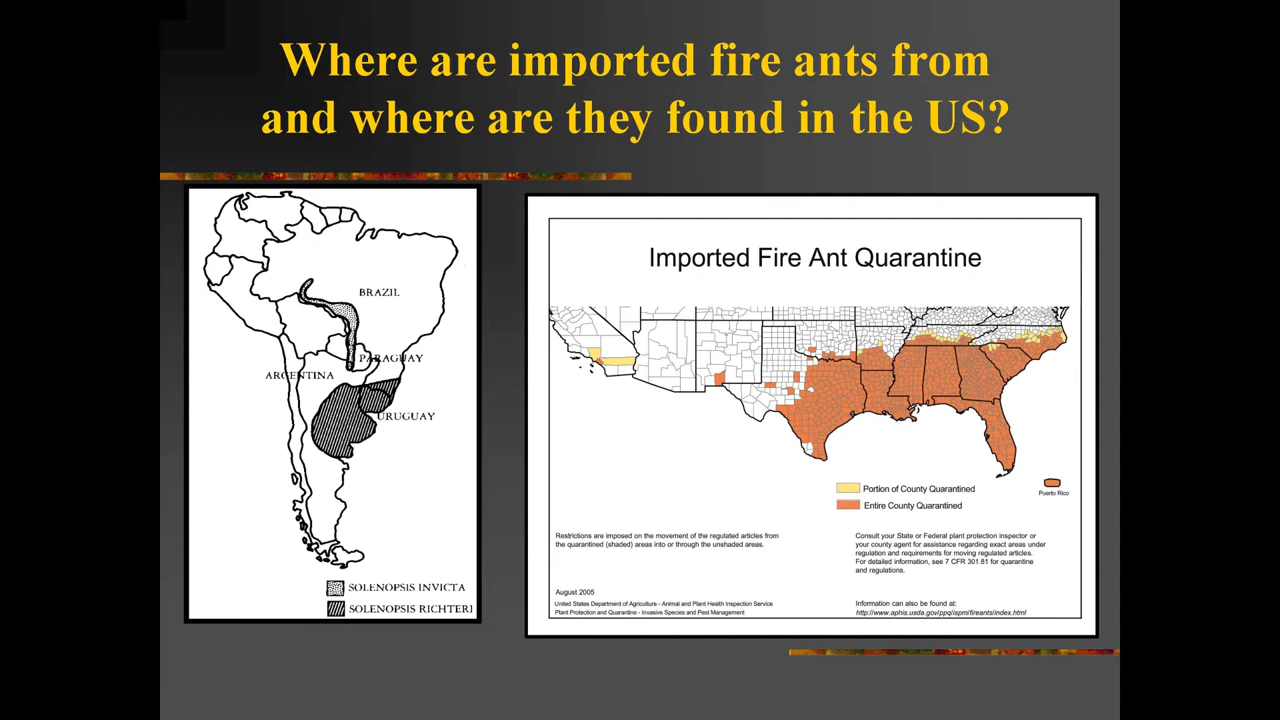 Where are imported fire ants from
and where are they found in the US?
BRAZIL
PARAGUAY
ARGENTINA
URUGUAY
SOLENOPSIS INVICTA
SOLENOPSIS RICHTERI
Imported Fire Ant Quarantine
Portion of County Quarantined
Entire County Quarantined
Puerto Rico
Restrictions are imposed on the movement of the regulated articles from
the quarantined (shaded) areas into or through the unshaded areas.
Consult your State or Federal plant protection inspector or
your county agent for assistance regarding exact areas under
regulation and requirements for moving regulated articles.
For detailed information, see 7 CFR 301.81 for quarantine
and regulations.
August 2005
United States Department of Agriculture - Animal and Plant Health Inspection Service
Plant Protection and Quarantine - Invasive Species and Pest Management
Information can also be found at:
http://www.aphis.usda.gov/ppq/ispm/fireants/index.html